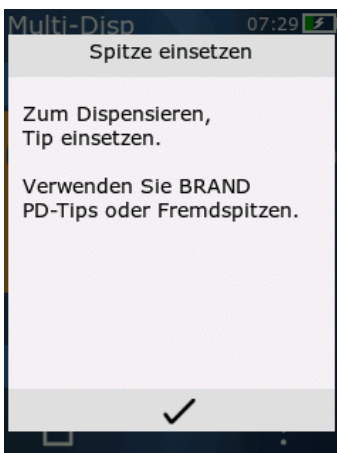 Multi-Disp 07:29
Spitze einsetzen
Zum Dispensieren,
Tip einsetzen.
Verwenden Sie BRAND
PD-Tips oder Fremdspitzen.